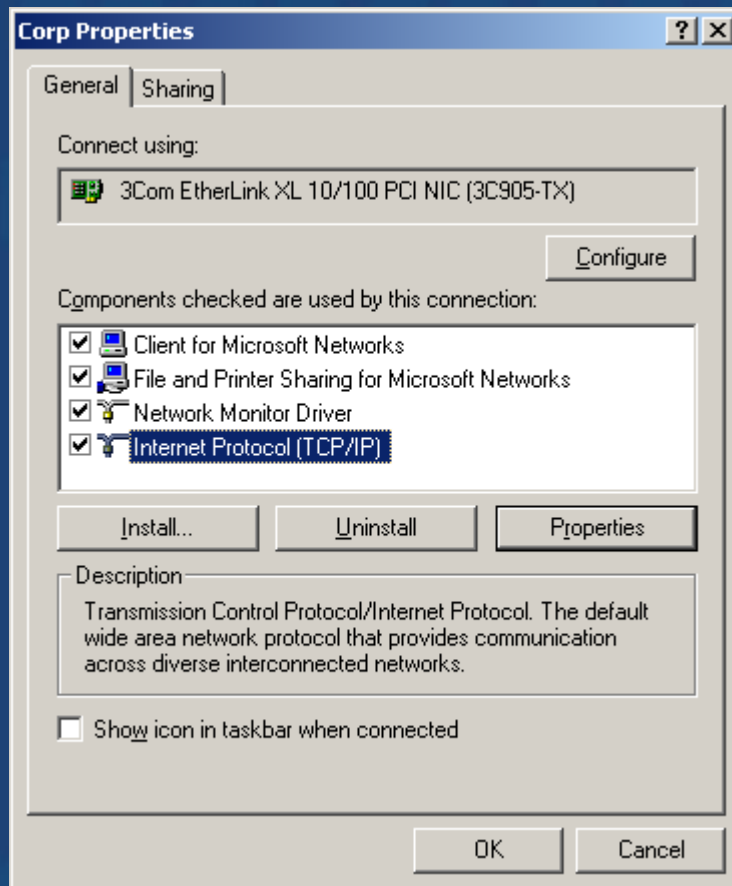 Corp Properties
General Sharing
Connect using:
3Com EtherLink XL 10/100 PCI NIC (3C905-TX)
Configure
Components checked are used by this connection:
Client for Microsoft Networks
File and Printer Sharing for Microsoft Networks
Network Monitor Driver
Internet Protocol (TCP/IP)
Install... Uninstall Properties
Description
Transmission Control Protocol/Internet Protocol. The default
wide area network protocol that provides communication
across diverse interconnected networks.
Show icon in taskbar when connected
OK Cancel